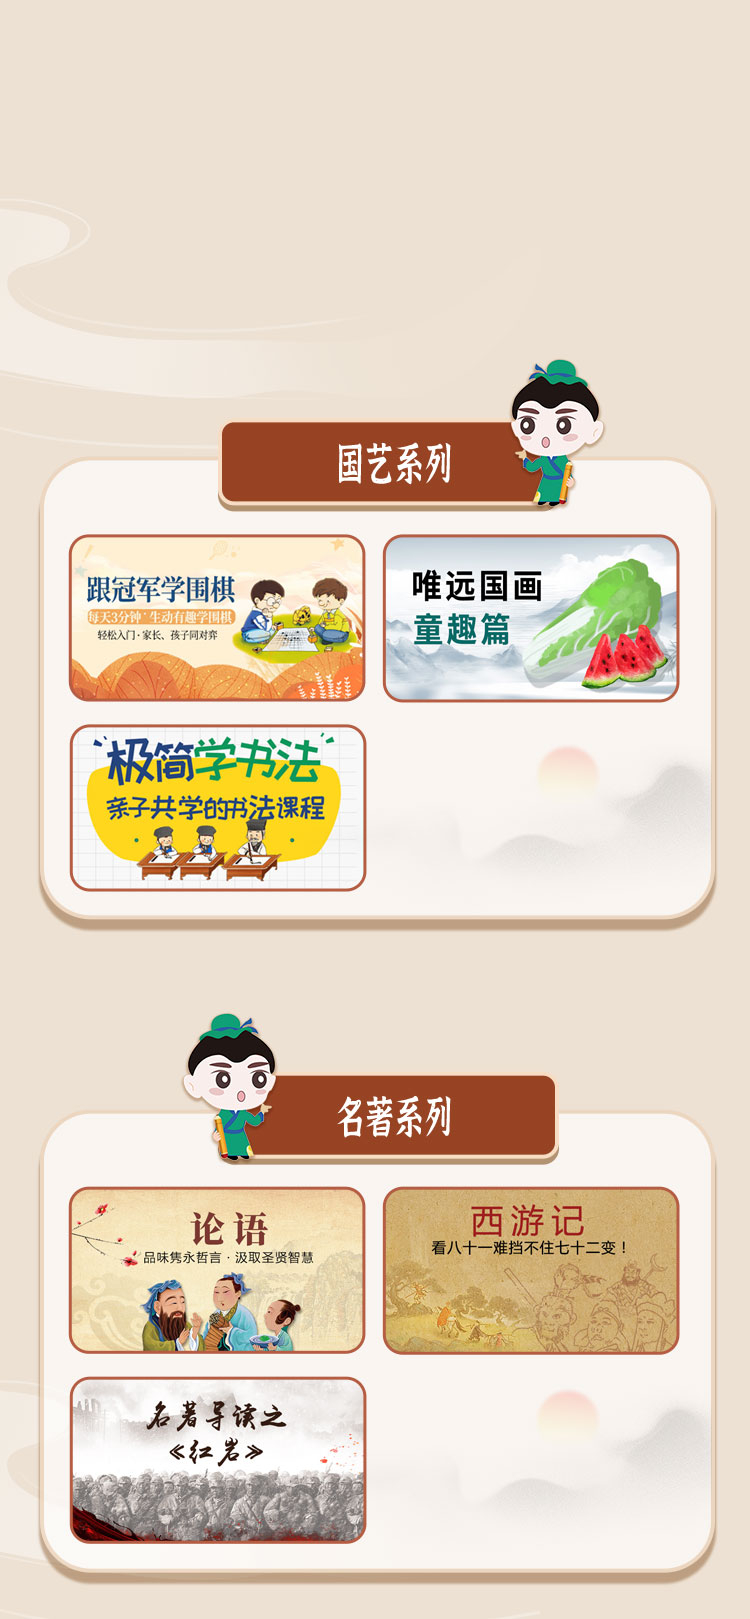 国艺系列
跟冠军学围棋
每天3分钟·生动有趣学围棋
轻松入门·家长、孩子同对弈
唯远国画
童趣篇
极简学书法
亲子共学的书法课程
名著系列
论语
品味隽永哲言·汲取圣贤智慧
西游记
看八十一难挡不住七十二变！
名著导读之
《红岩》